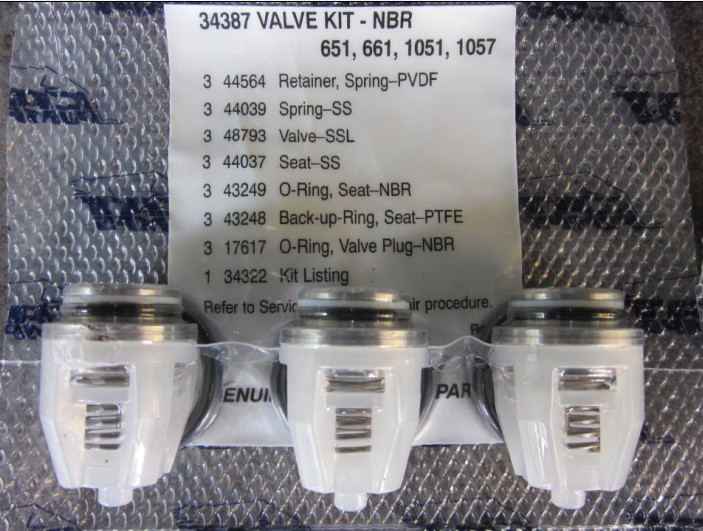 34387 VALVE KIT - NBR
651, 661, 1051, 1057
3 44564 Retainer, Spring–PVDF
3 44039 Spring–SS
3 48793 Valve–SSL
3 44037 Seat–SS
3 43249 O-Ring, Seat–NBR
3 43248 Back-up-Ring, Seat–PTFE
3 17617 O-Ring, Valve Plug–NBR
1 34322 Kit Listing
Refer to Servic air procedure.
ENUI PAR